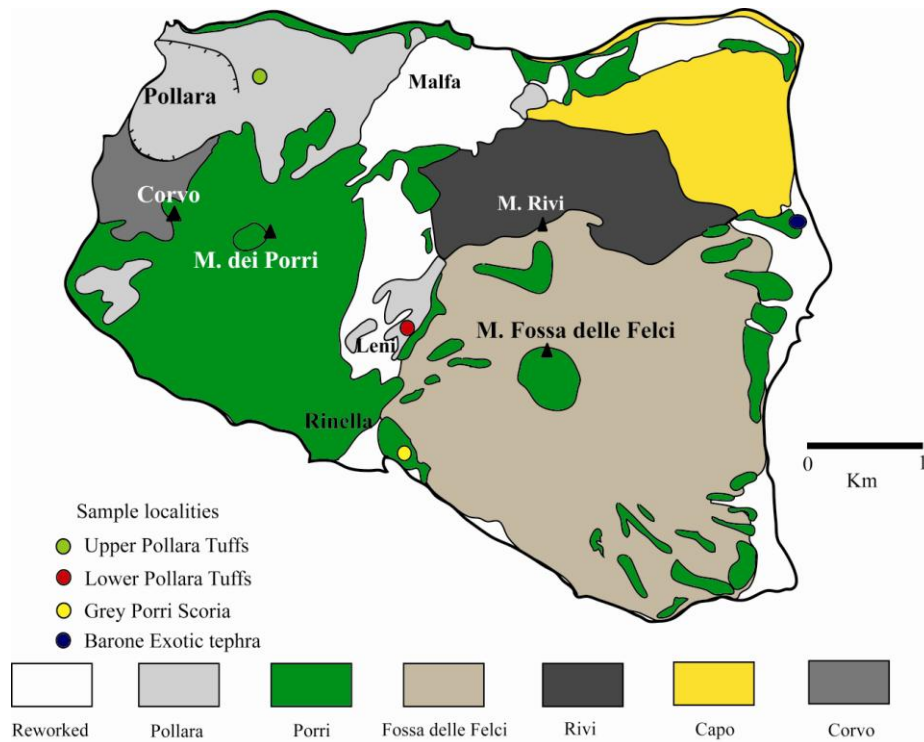 Malfa
Pollara
Corvo
M. Rivi
M. dei Porri
M. Fossa delle Felci
Leni
Rinella
0 1
Km
Sample localities
Upper Pollara Tuffs
Lower Pollara Tuffs
Grey Porri Scoria
Barone Exotic tephra
Reworked Pollara Porri Fossa delle Felci Rivi Capo Corvo